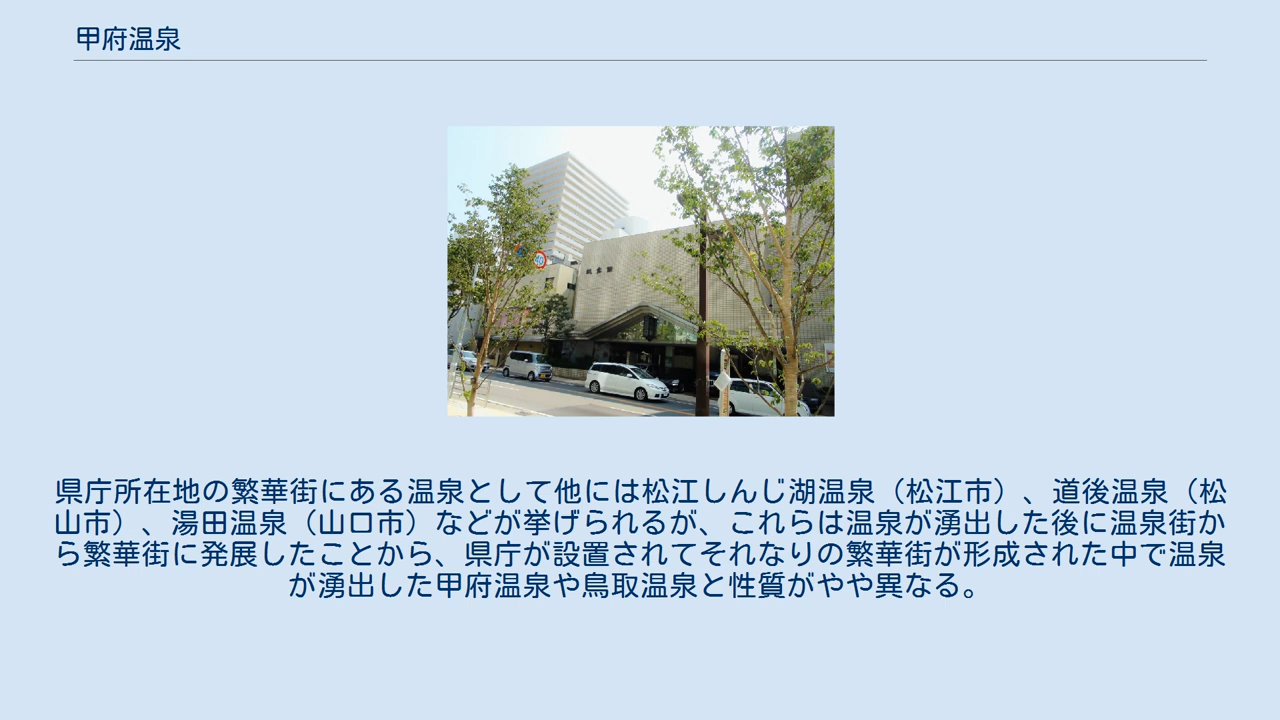 甲府温泉
県庁所在地の繁華街にある温泉として他には松江しんじ湖温泉（松江市）、道後温泉（松
山市）、湯田温泉（山口市）などが挙げられるが、これらは温泉が湧出した後に温泉街か
ら繁華街に発展したことから、県庁が設置されてそれなりの繁華街が形成された中で温泉
が湧出した甲府温泉や鳥取温泉と性質がやや異なる。